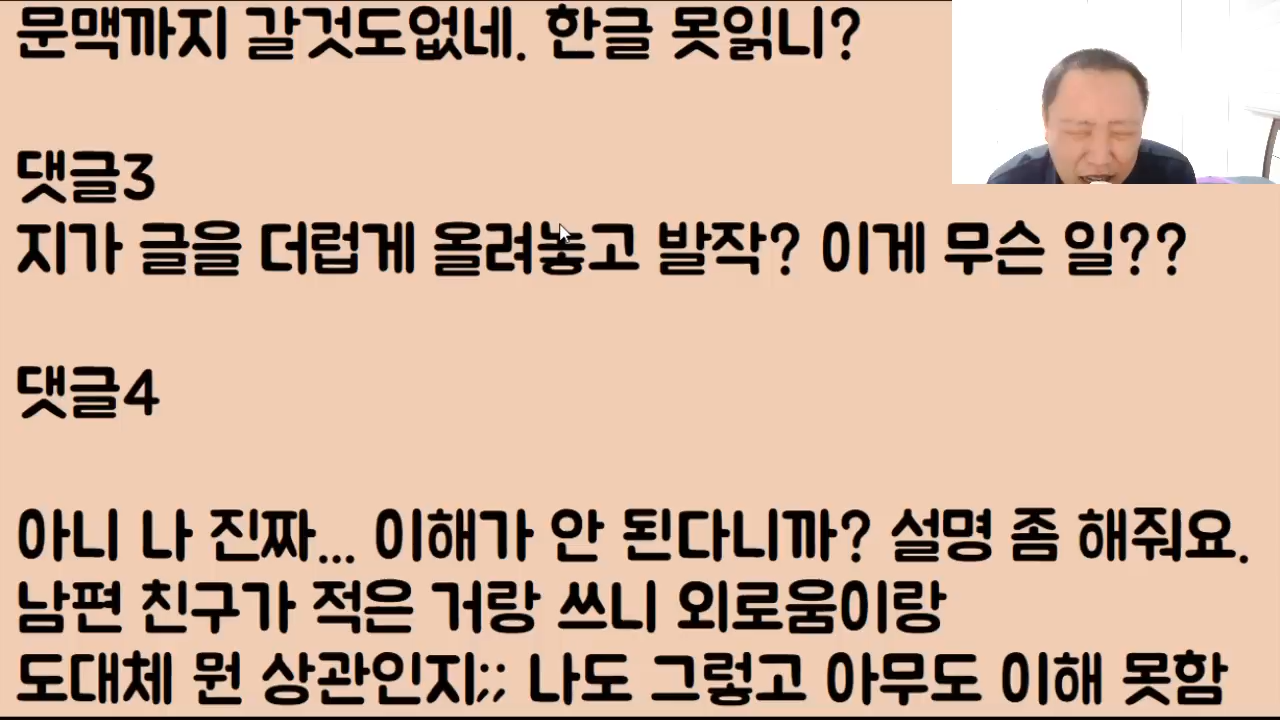 문맥까지 갈것도없네. 한글 못읽니?
댓글3
지가 글을 더럽게 올려놓고 발작? 이게 무슨 일??
댓글4
아니 나 진짜... 이해가 안 된다니까? 설명 좀 해줘요.
남편 친구가 적은 거랑 쓰니 외로움이랑
도대체 뭔 상관인지;; 나도 그렇고 아무도 이해 못함